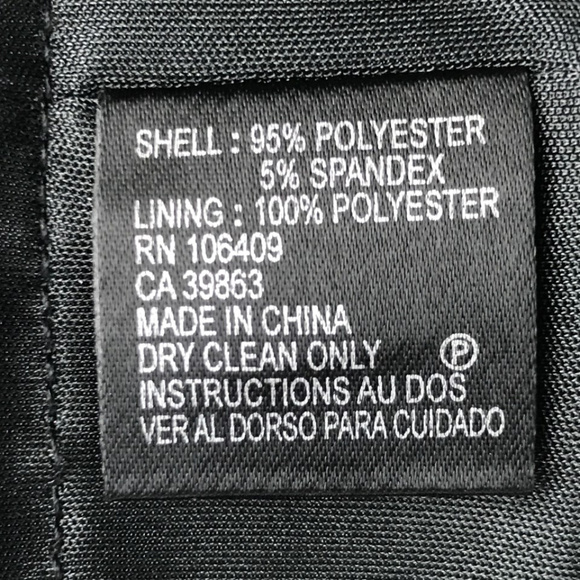 SHELL : 95% POLYESTER
5% SPANDEX
LINING : 100% POLYESTER
RN 106409
CA 39863
MADE IN CHINA
DRY CLEAN ONLY Ⓟ
INSTRUCTIONS AU DOS
VER AL DORSO PARA CUIDADO